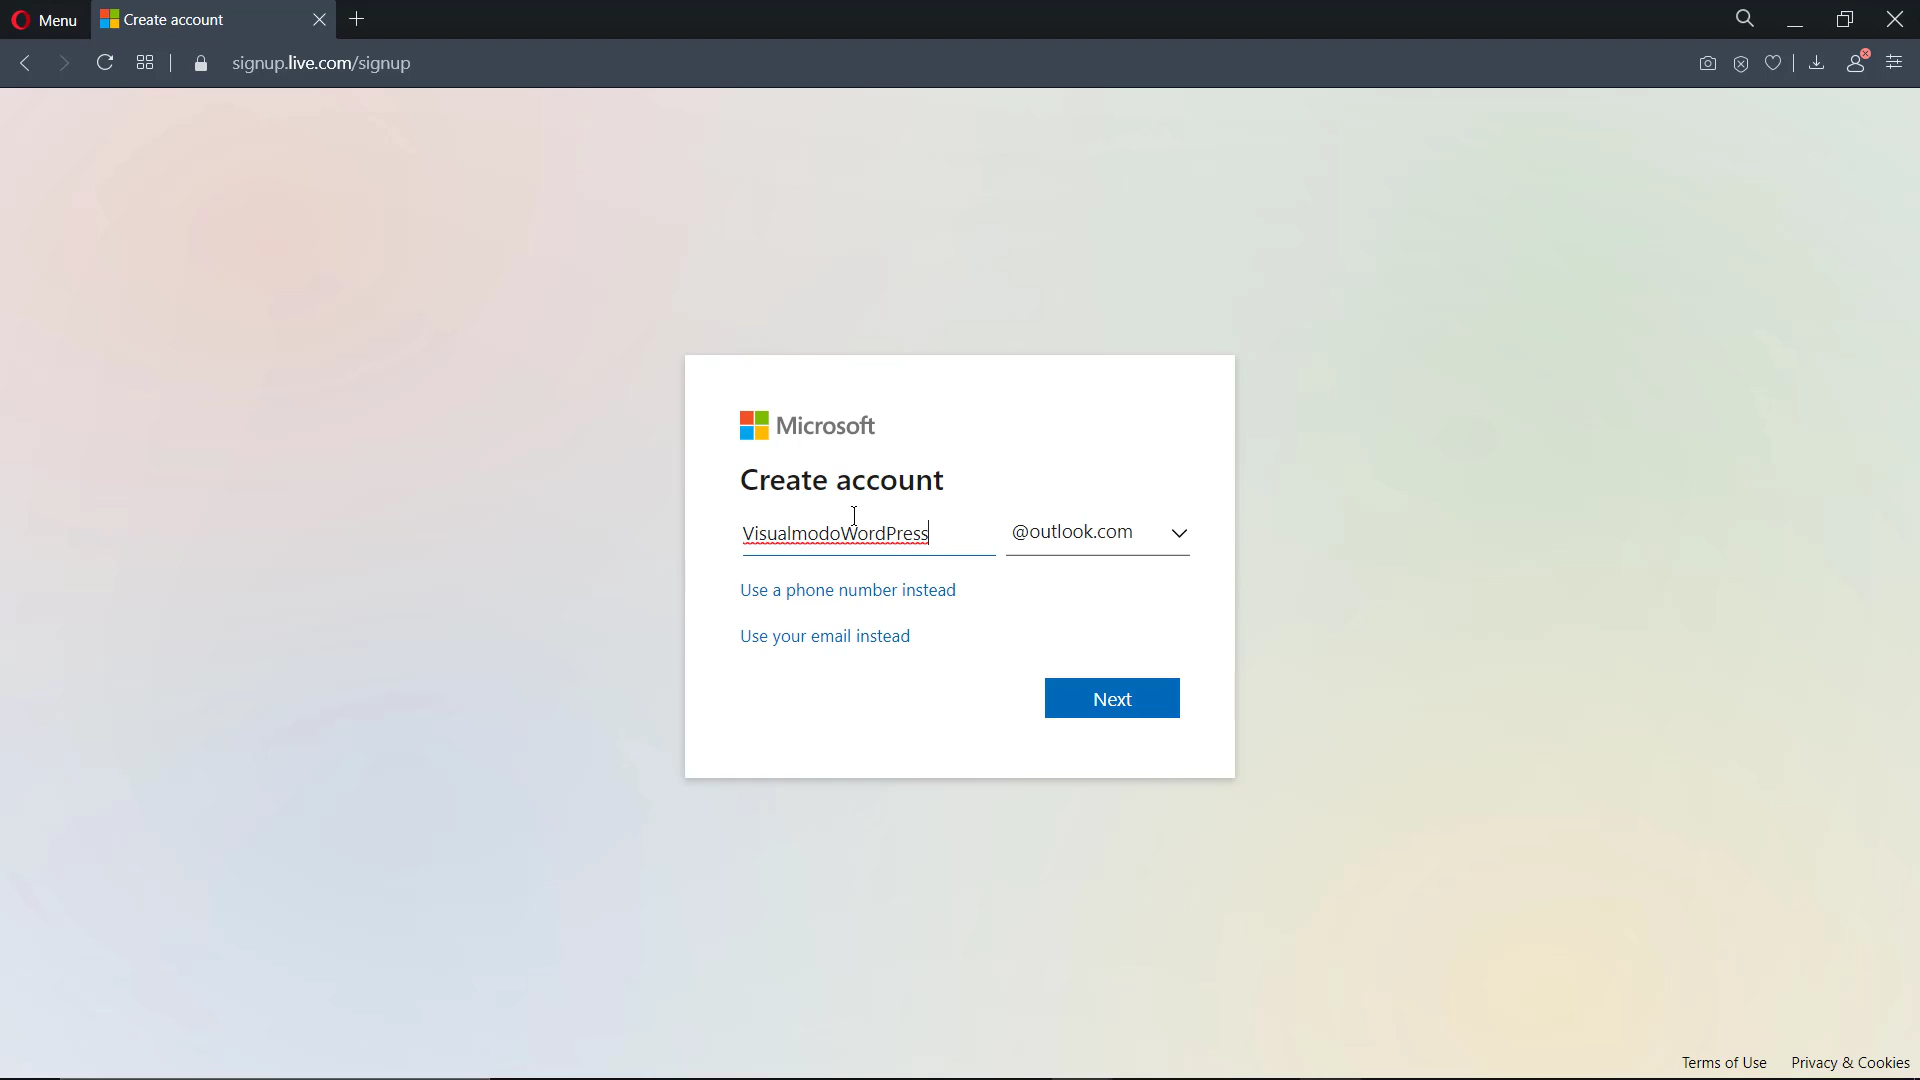 Menu
Create account
signup.live.com/signup
Microsoft
Create account
VisualmodoWordPress
@outlook.com
Use a phone number instead
Use your email instead
Next
Terms of Use
Privacy & Cookies